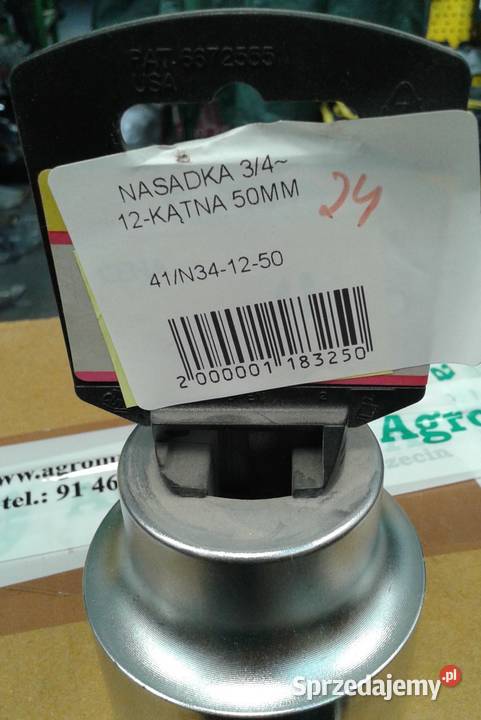 PAT. 6372565
USA
NASADKA 3/4~
12-KĄTNA 50MM
24
41/N34-12-50
2 000001 183250
www.agrom
tel.: 91 46
Agro
zecin
Sprzedajemy.pl